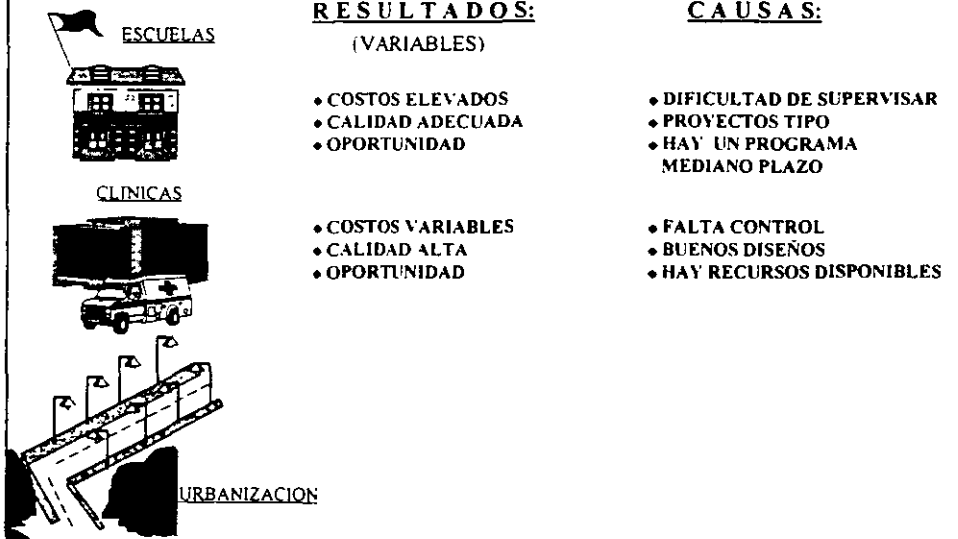 RESULTADOS:
CAUSAS:
(VARIABLES)
ESCUELAS
• COSTOS ELEVADOS
• CALIDAD ADECUADA
• OPORTUNIDAD
• DIFICULTAD DE SUPERVISAR
• PROYECTOS TIPO
• HAY UN PROGRAMA
MEDIANO PLAZO
CLINICAS
• COSTOS VARIABLES
• CALIDAD ALTA
• OPORTUNIDAD
• FALTA CONTROL
• BUENOS DISEÑOS
• HAY RECURSOS DISPONIBLES
URBANIZACION